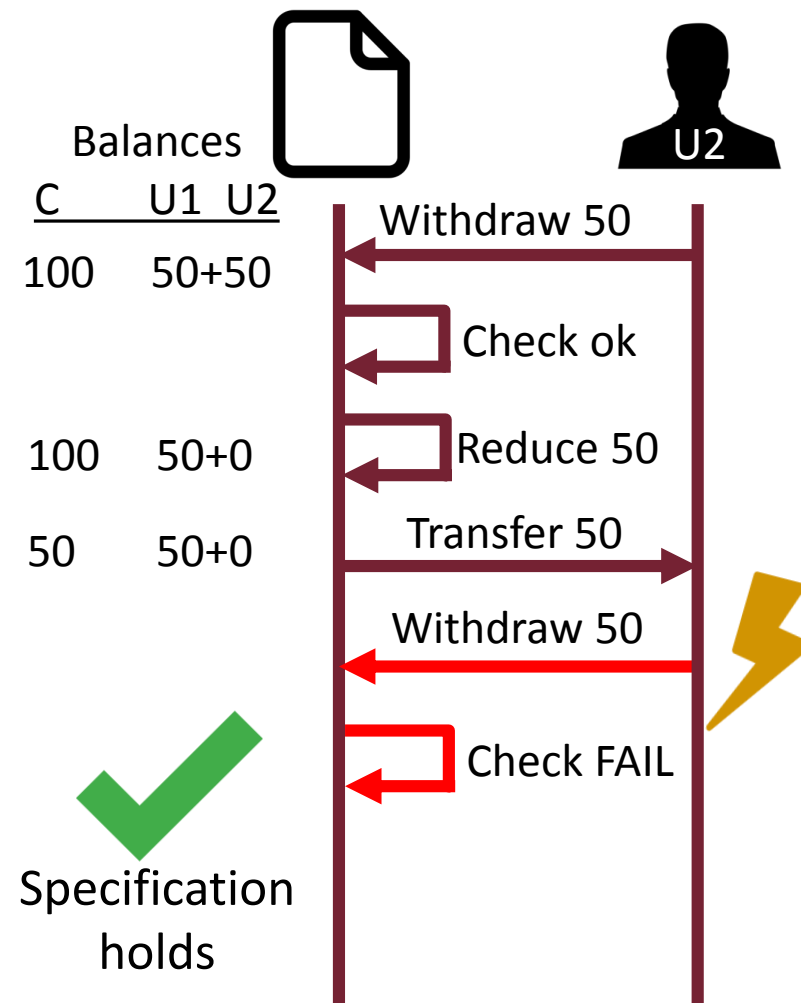 U2
Balances
C U1 U2
Withdraw 50
100 50+50
Check ok
100 50+0
Reduce 50
50 50+0
Transfer 50
Withdraw 50
Check FAIL
Specification
holds